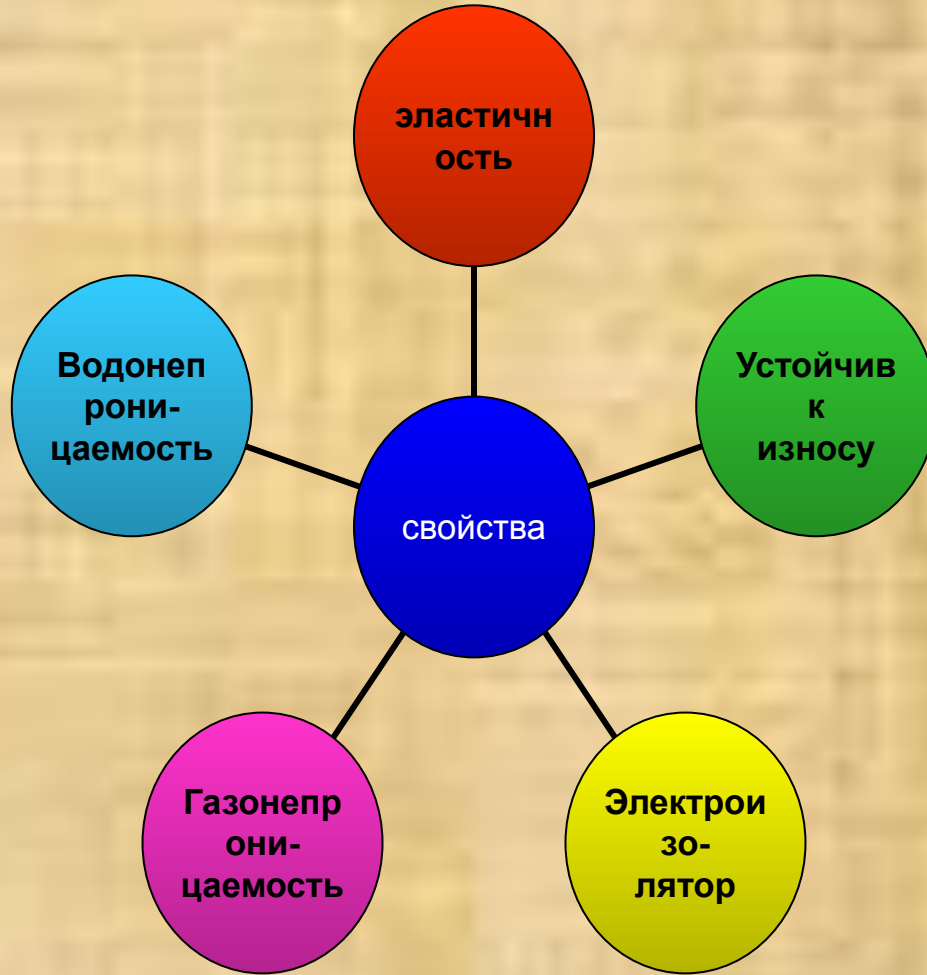 эластичн
ость
Водонеп
рони-
цаемость
Устойчив
к
износу
свойства
Газонепр
они-
цаемость
Электрои
зо-
лятор